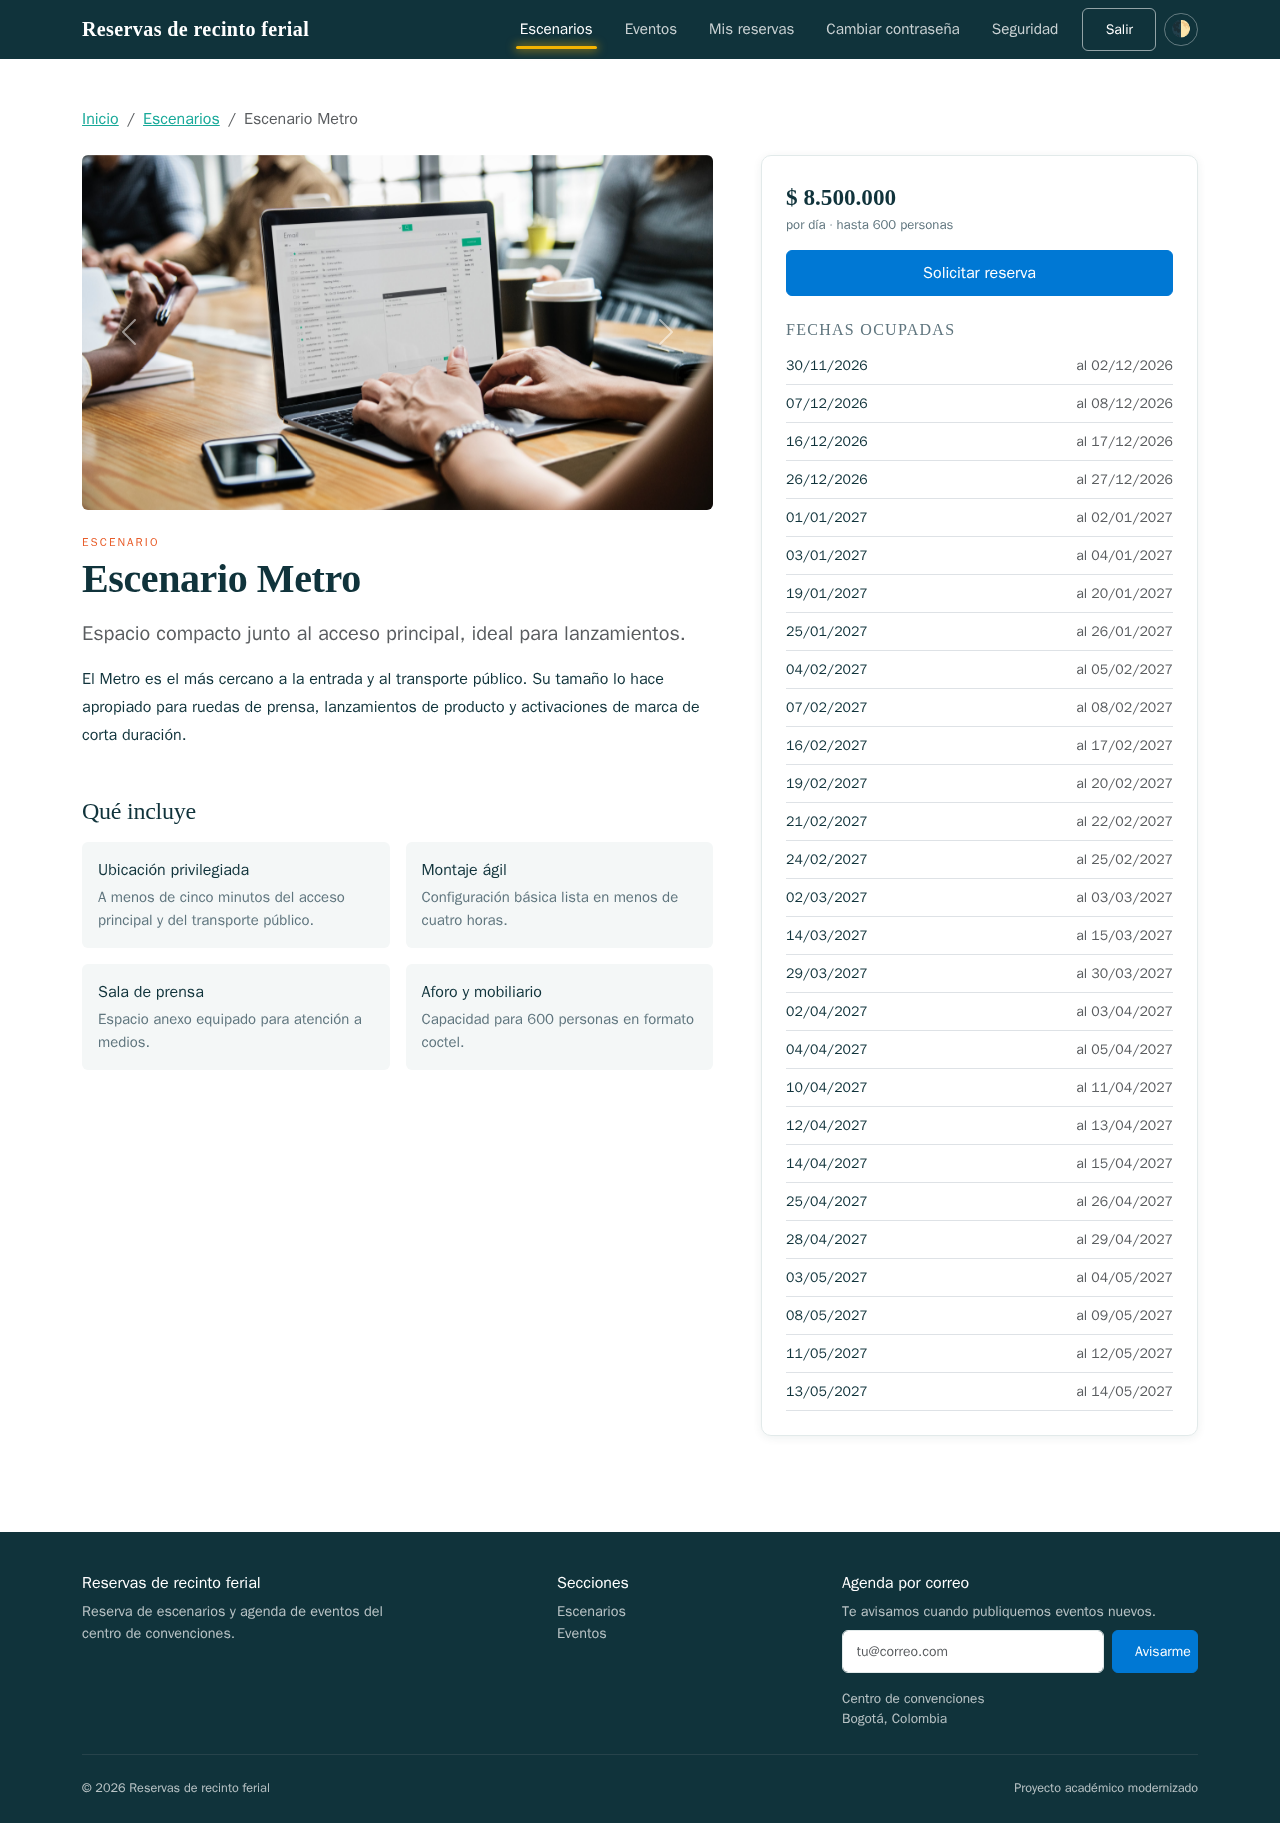 Reservas de recinto ferial
Escenarios
Eventos
Mis reservas
Cambiar contraseña
Seguridad
Salir
Inicio / Escenarios / Escenario Metro
ESCENARIO
Escenario Metro
Espacio compacto junto al acceso principal, ideal para lanzamientos.
El Metro es el más cercano a la entrada y al transporte público. Su tamaño lo hace
apropiado para ruedas de prensa, lanzamientos de producto y activaciones de marca de
corta duración.
Qué incluye
Ubicación privilegiada
A menos de cinco minutos del acceso
principal y del transporte público.
Montaje ágil
Configuración básica lista en menos de
cuatro horas.
Sala de prensa
Espacio anexo equipado para atención a
medios.
Aforo y mobiliario
Capacidad para 600 personas en formato
coctel.
$ 8.500.000
por día · hasta 600 personas
Solicitar reserva
FECHAS OCUPADAS
30/11/2026 al 02/12/2026
07/12/2026 al 08/12/2026
16/12/2026 al 17/12/2026
26/12/2026 al 27/12/2026
01/01/2027 al 02/01/2027
03/01/2027 al 04/01/2027
19/01/2027 al 20/01/2027
25/01/2027 al 26/01/2027
04/02/2027 al 05/02/2027
07/02/2027 al 08/02/2027
16/02/2027 al 17/02/2027
19/02/2027 al 20/02/2027
21/02/2027 al 22/02/2027
24/02/2027 al 25/02/2027
02/03/2027 al 03/03/2027
14/03/2027 al 15/03/2027
29/03/2027 al 30/03/2027
02/04/2027 al 03/04/2027
04/04/2027 al 05/04/2027
10/04/2027 al 11/04/2027
12/04/2027 al 13/04/2027
14/04/2027 al 15/04/2027
25/04/2027 al 26/04/2027
28/04/2027 al 29/04/2027
03/05/2027 al 04/05/2027
08/05/2027 al 09/05/2027
11/05/2027 al 12/05/2027
13/05/2027 al 14/05/2027
Reservas de recinto ferial
Reserva de escenarios y agenda de eventos del
centro de convenciones.
Secciones
Escenarios
Eventos
Agenda por correo
Te avisamos cuando publiquemos eventos nuevos.
tu@correo.com
Avisarme
Centro de convenciones
Bogotá, Colombia
© 2026 Reservas de recinto ferial
Proyecto académico modernizado